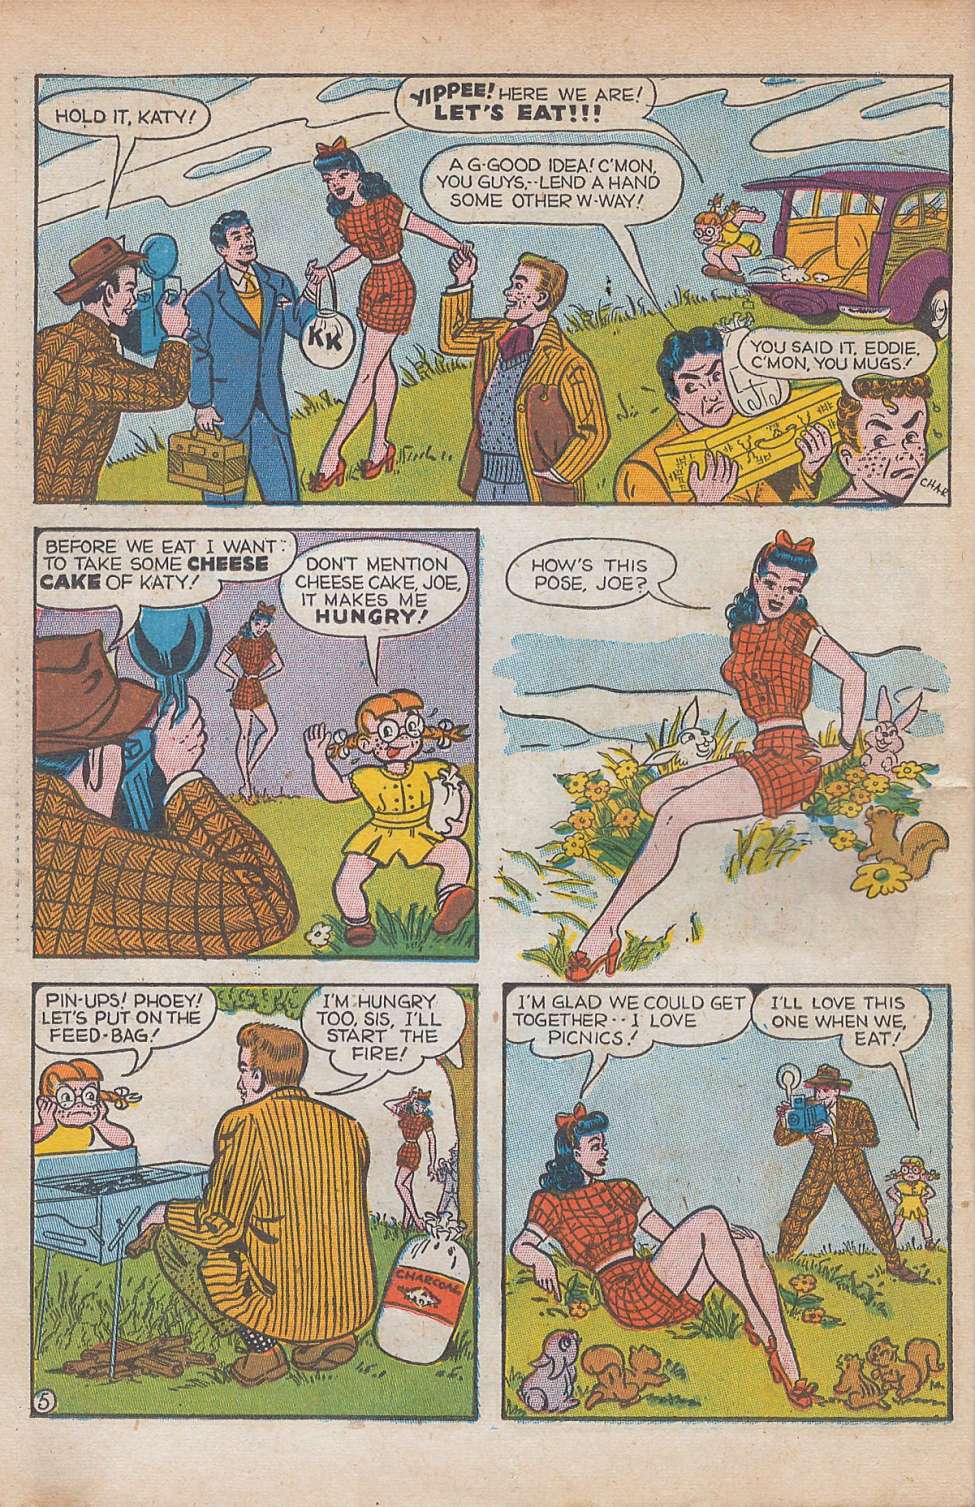 HOLD IT, KATY!
YIPPEE! HERE WE ARE!
LET'S EAT!!!
A G-GOOD IDEA! C'MON,
YOU GUYS,--LEND A HAND
SOME OTHER W-WAY!
KK
YOU SAID IT, EDDIE,
C'MON, YOU MUGS!
CHAR
BEFORE WE EAT I WANT
TO TAKE SOME CHEESE
CAKE OF KATY!
DON'T MENTION
CHEESE CAKE, JOE,
IT MAKES ME
HUNGRY!
HOW'S THIS
POSE, JOE?
PIN-UPS! PHOEY!
LET'S PUT ON THE
FEED-BAG!
I'M HUNGRY
TOO, SIS, I'LL
START THE
FIRE!
CHARCOAL
5
I'M GLAD WE COULD GET
TOGETHER--I LOVE
PICNICS!
I'LL LOVE THIS
ONE WHEN WE,
EAT!